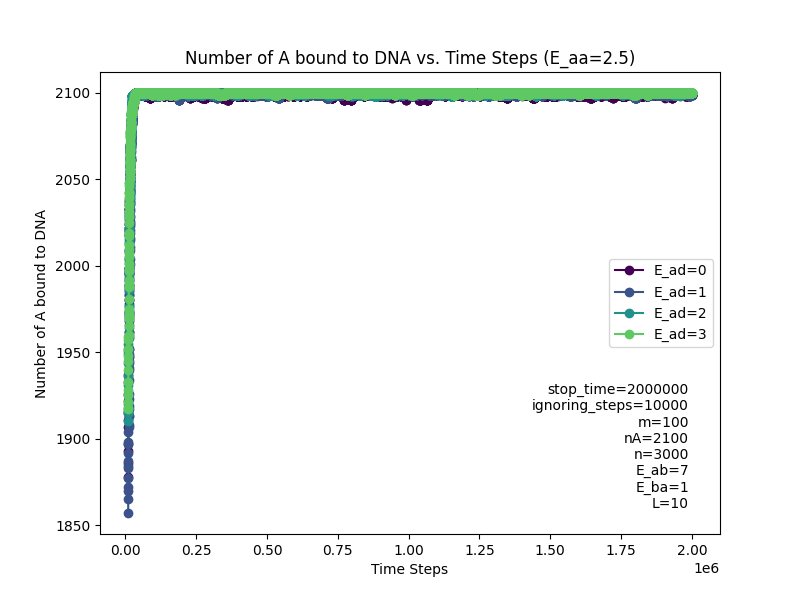 Number of A bound to DNA vs. Time Steps (E_aa=2.5)
Number of A bound to DNA
2100
2050
2000
1950
1900
1850
E_ad=0
E_ad=1
E_ad=2
E_ad=3
stop_time=2000000
ignoring_steps=10000
m=100
nA=2100
n=3000
E_ab=7
E_ba=1
L=10
0.00 0.25 0.50 0.75 1.00 1.25 1.50 1.75 2.00
1e6
Time Steps